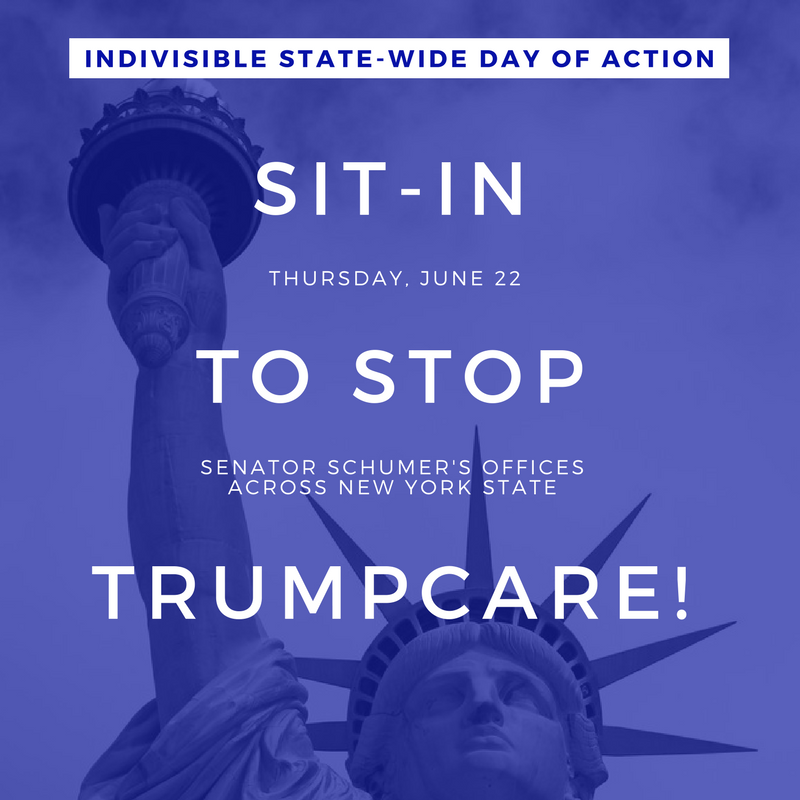 INDIVISIBLE STATE-WIDE DAY OF ACTION
SIT-IN
THURSDAY, JUNE 22
TO STOP
SENATOR SCHUMER'S OFFICES
ACROSS NEW YORK STATE
TRUMPCARE!